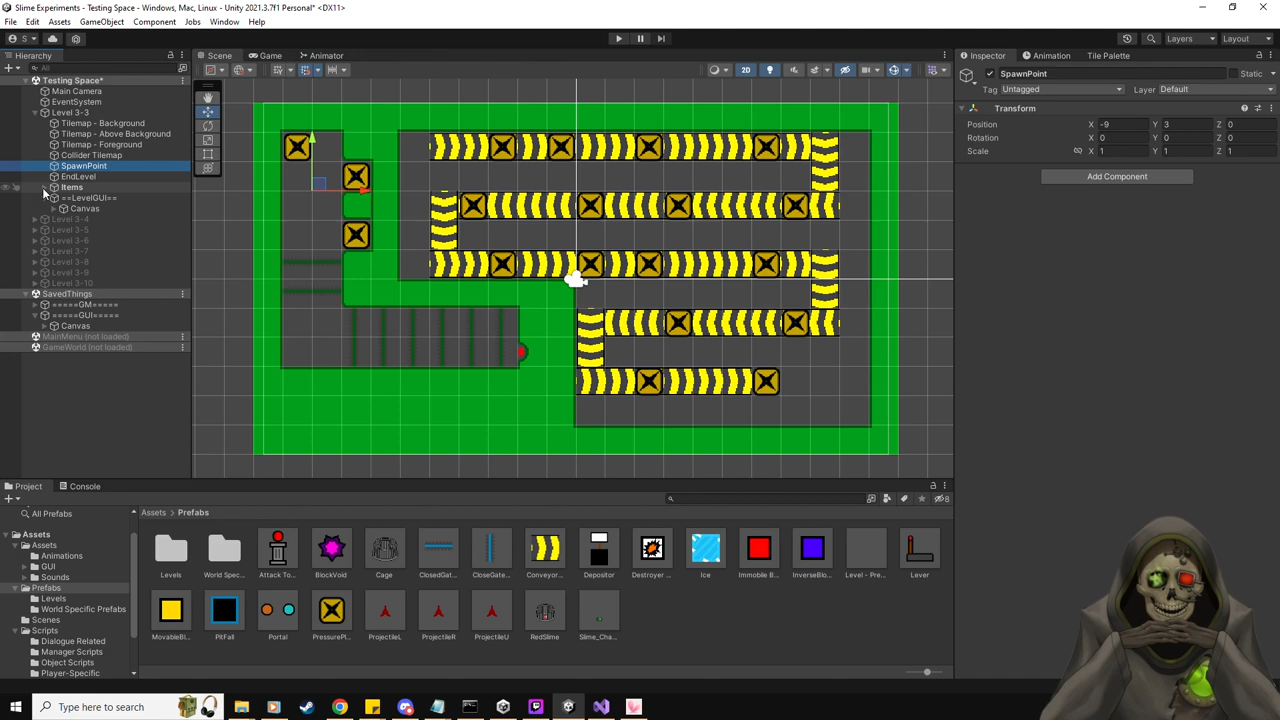 Slime Experiments - Testing Space - Windows, Mac, Linux - Unity 2021.3.7f1 Personal* <DX11>
File Edit Assets GameObject Component Jobs Window Help
S
Layers Layout
Hierarchy
All
Testing Space*
Main Camera
EventSystem
Level 3-3
Tilemap - Background
Tilemap - Above Background
Tilemap - Foreground
Collider Tilemap
SpawnPoint
EndLevel
Items
==LevelGUI==
Canvas
Level 3-4
Level 3-5
Level 3-6
Level 3-7
Level 3-8
Level 3-9
Level 3-10
SavedThings
=====GM=====
=====GUI=====
Canvas
MainMenu (not loaded)
GameWorld (not loaded)
Scene Game Animator
2D
Inspector Animation Tile Palette
SpawnPoint Static
Tag Untagged Layer Default
Transform
Position X -9 Y 3 Z 0
Rotation X 0 Y 0 Z 0
Scale X 1 Y 1 Z 1
Add Component
Project Console
8
All Prefabs
Assets
Assets
Animations
GUI
Sounds
Prefabs
Levels
World Specific Prefabs
Scenes
Scripts
Dialogue Related
Manager Scripts
Object Scripts
Player-Specific
Assets > Prefabs
Levels World Spec... Attack To... BlockVoid Cage ClosedGat... CloseGate... Conveyor... Depositor Destroyer ... Ice Immobile B... InverseBlo... Level - Pre... Lever
MovableBl... PitFall Portal PressurePl... ProjectileL ProjectileR ProjectileU RedSlime Slime_Cha...
Type here to search